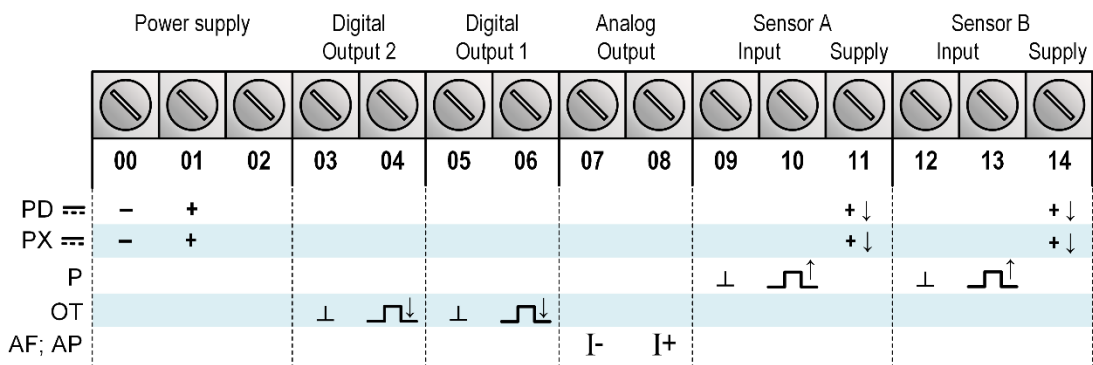 Power supply Digital Digital Analog Sensor A Sensor B
Output 2 Output 1 Output Input Supply Input Supply
00 01 02 03 04 05 06 07 08 09 10 11 12 13 14
PD ⎓ – + +↓ +↓
PX ⎓ – + +↓ +↓
P ⊥ ↑ ⊥ ↑
OT ⊥ ↓ ⊥ ↓
AF; AP I- I+